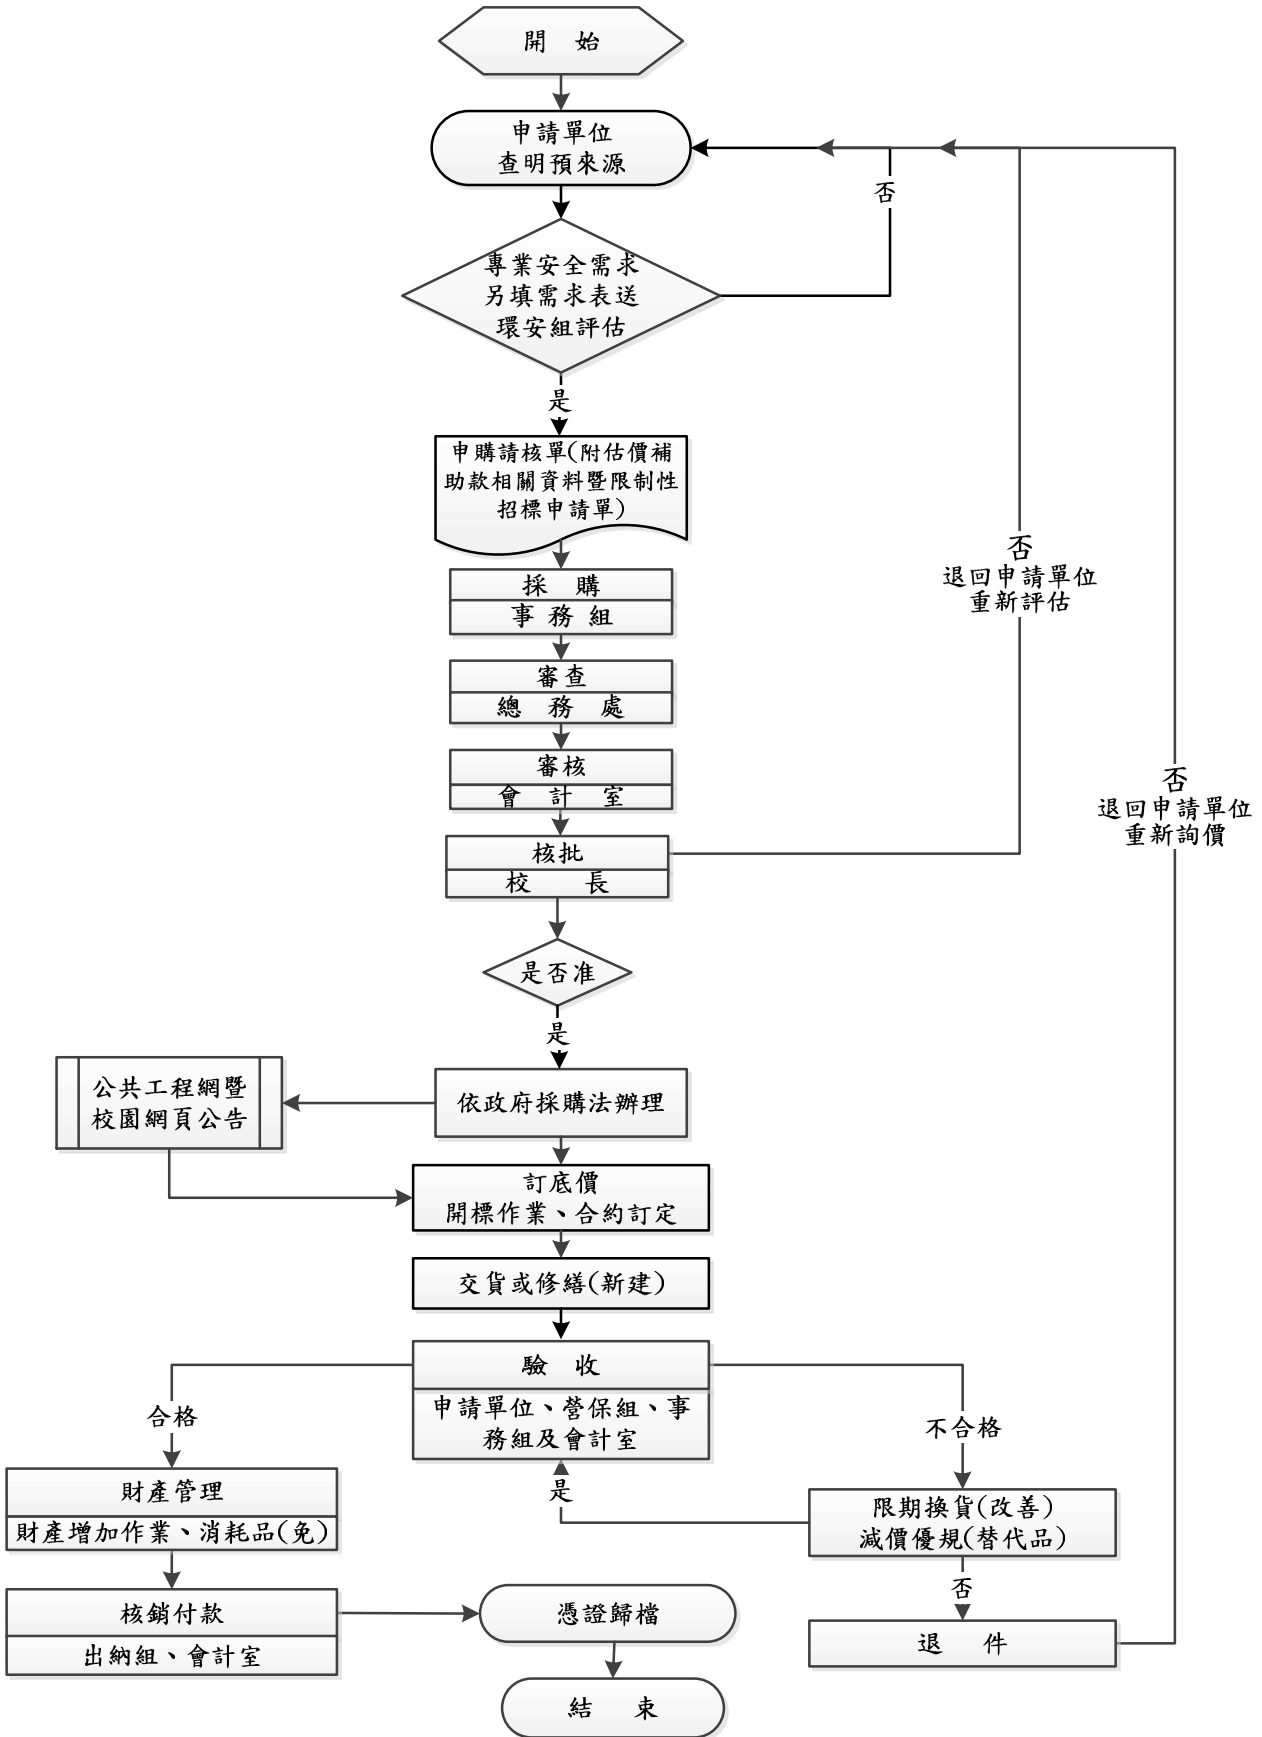 開 始
申請單位
查明預來源
否
專業安全需求
另填需求表送
環安組評估
是
申購請核單(附估價補
助款相關資料暨限制性
招標申請單)
採 購
事務組
審查
總 務 處
審核
會 計 室
核批
校 長
否
退回申請單位
重新評估
否
退回申請單位
重新詢價
是否准
是
依政府採購法辦理
公共工程網暨
校園網頁公告
訂底價
開標作業、合約訂定
交貨或修繕(新建)
驗 收
申請單位、營保組、事
務組及會計室
合格
不合格
財產管理
財產增加作業、消耗品(免)
是
限期換貨(改善)
減價優規(替代品)
否
核銷付款
出納組、會計室
憑證歸檔
退 件
結 束